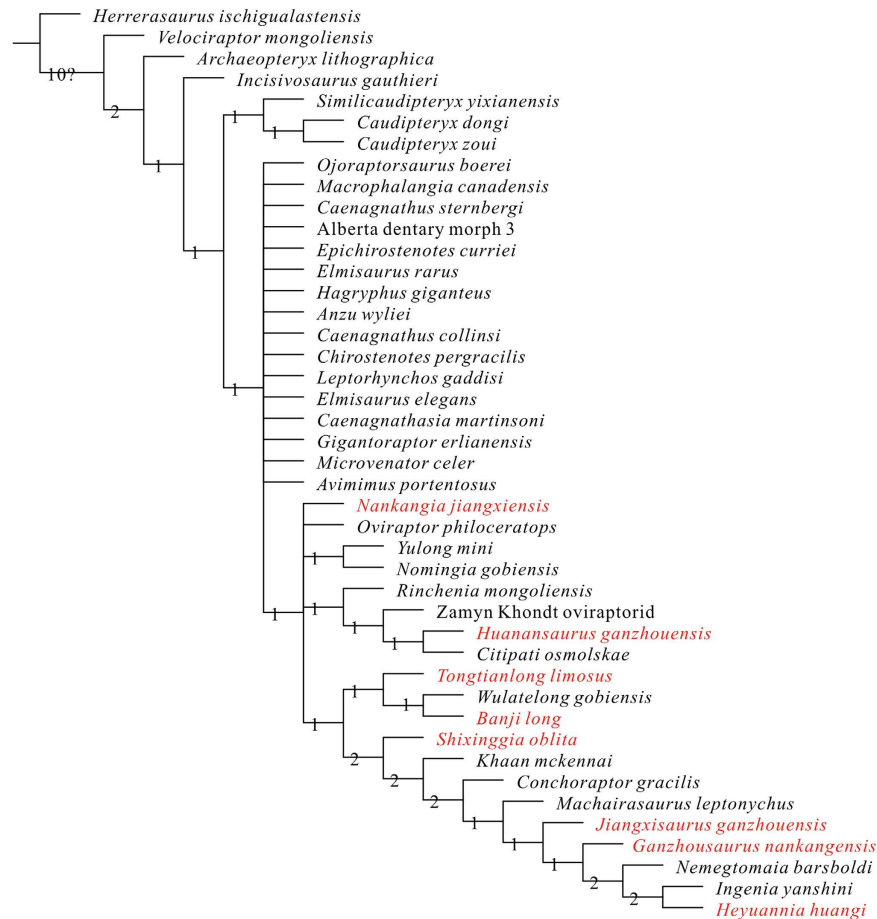 Herrerasaurus ischigualastensis
Velociraptor mongoliensis
Archaeopteryx lithographica
10?
Incisivosaurus gauthieri
Similicaudipteryx yixianensis
2
1
Caudipteryx dongi
1
Caudipteryx zoui
1
Ojoraptorsaurus boerei
Macrophalangia canadensis
Caenagnathus sternbergi
Alberta dentary morph 3
1
Epichirostenotes curriei
Elmisaurus rarus
Hagryphus giganteus
Anzu wyliei
Caenagnathus collinsi
Chirostenotes pergracilis
Leptorhynchos gaddisi
1
Elmisaurus elegans
Caenagnathasia martinsoni
Gigantoraptor erlianensis
Microvenator celer
Avimimus portentosus
Nankangia jiangxiensis
Oviraptor philoceratops
Yulong mini
1
Nomingia gobiensis
Rinchenia mongoliensis
1
1
Zamyn Khondt oviraptorid
1
Huanansaurus ganzhouensis
1
Citipati osmolskae
Tongtianlong limosus
1
Wulatelong gobiensis
1
Banji long
1
Shixinggia oblita
2
Khaan mckennai
2
Conchoraptor gracilis
2
Machairasaurus leptonychus
1
Jiangxisaurus ganzhouensis
1
Ganzhousaurus nankangensis
1
Nemegtomaia barsboldi
2
Ingenia yanshini
2
Heyuannia huangi